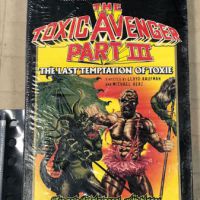 THE
TOXIC AVENGER
PART III
THE LAST TEMPTATION OF TOXIE
DIRECTED BY LLOYD KAUFMAN
AND MICHAEL HERZ